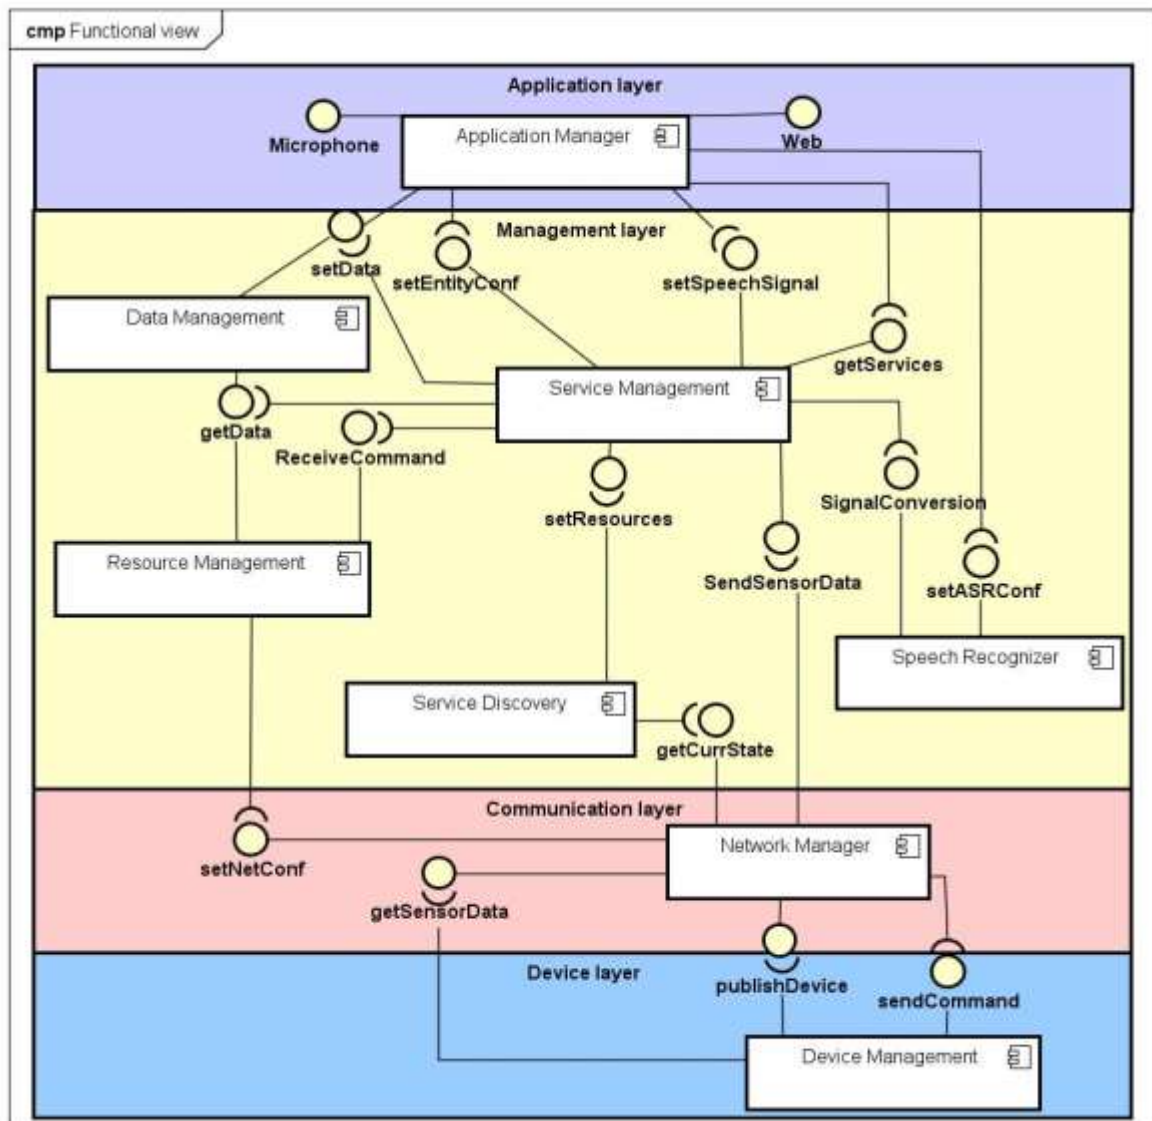 cmp Functional view
Application layer
Microphone
Application Manager
Web
Management layer
setData
setEntityConf
setSpeechSignal
Data Management
getServices
Service Management
getData
ReceiveCommand
SignalConversion
setResources
Resource Management
SendSensorData
setASRConf
Speech Recognizer
Service Discovery
getCurrState
Communication layer
Network Manager
setNetConf
getSensorData
Device layer
publishDevice
sendCommand
Device Management